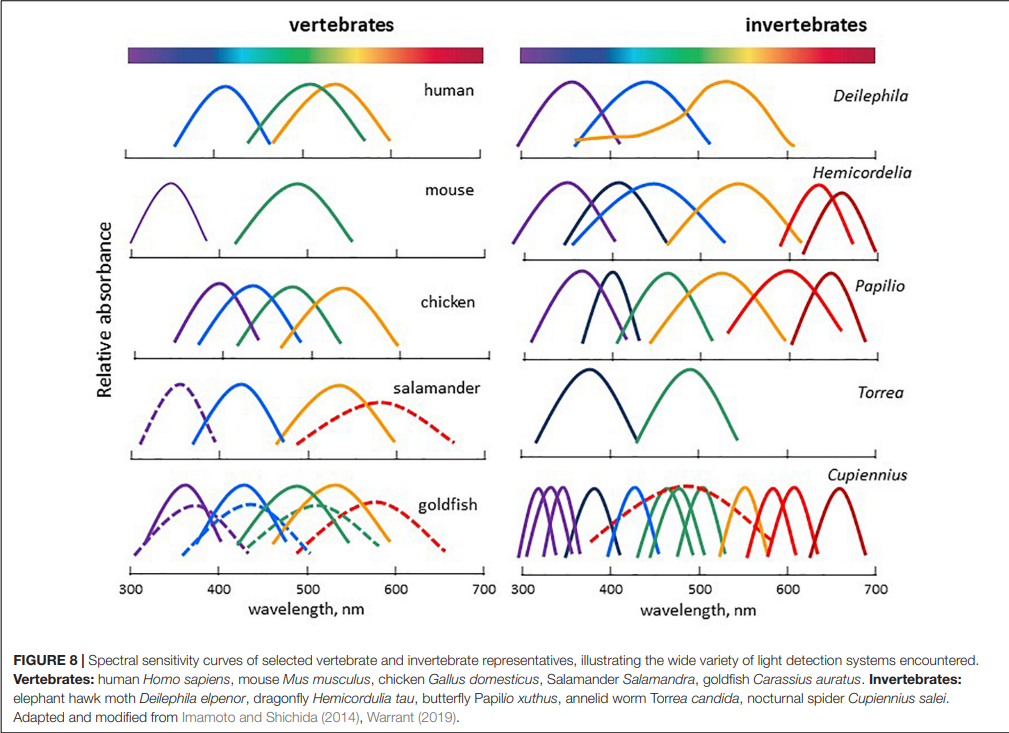 vertebrates
invertebrates
human
mouse
chicken
salamander
goldfish
Relative absorbance
300 400 500 600 700
wavelength, nm
Deilephila
Hemicordelia
Papilio
Torrea
Cupiennius
300 400 500 600 700
wavelength, nm
FIGURE 8 | Spectral sensitivity curves of selected vertebrate and invertebrate representatives, illustrating the wide variety of light detection systems encountered.
Vertebrates: human Homo sapiens, mouse Mus musculus, chicken Gallus domesticus, Salamander Salamandra, goldfish Carassius auratus. Invertebrates:
elephant hawk moth Deilephila elpenor, dragonfly Hemicordulia tau, butterfly Papilio xuthus, annelid worm Torrea candida, nocturnal spider Cupiennius salei.
Adapted and modified from Imamoto and Shichida (2014), Warrant (2019).